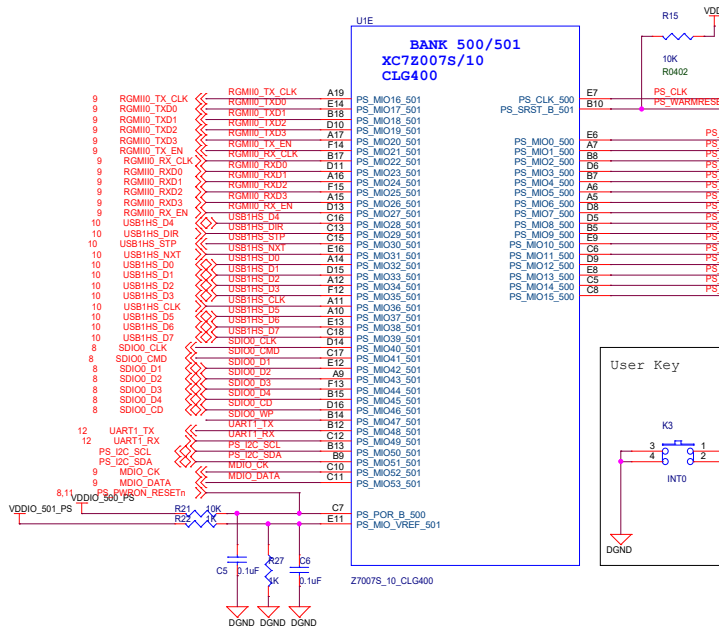 U1E
BANK 500/501
XC7Z007S/10
CLG400
R15
10K
R0402
9 RGMII0_TX_CLK RGMII0_TX_CLK A19 PS_MIO16_501
9 RGMII0_TXD0 RGMII0_TXD0 E14 PS_MIO17_501
9 RGMII0_TXD1 RGMII0_TXD1 B18 PS_MIO18_501
9 RGMII0_TXD2 RGMII0_TXD2 D10 PS_MIO19_501
9 RGMII0_TXD3 RGMII0_TXD3 A17 PS_MIO20_501
9 RGMII0_TX_EN RGMII0_TX_EN F14 PS_MIO21_501
9 RGMII0_RX_CLK RGMII0_RX_CLK B17 PS_MIO22_501
9 RGMII0_RXD0 RGMII0_RXD0 D11 PS_MIO23_501
9 RGMII0_RXD1 RGMII0_RXD1 A16 PS_MIO24_501
9 RGMII0_RXD2 RGMII0_RXD2 F15 PS_MIO25_501
9 RGMII0_RXD3 RGMII0_RXD3 A15 PS_MIO26_501
9 RGMII0_RX_EN RGMII0_RX_EN D13 PS_MIO27_501
10 USB1HS_D4 USB1HS_D4 C16 PS_MIO28_501
10 USB1HS_DIR USB1HS_DIR C13 PS_MIO29_501
10 USB1HS_STP USB1HS_STP C15 PS_MIO30_501
10 USB1HS_NXT USB1HS_NXT E16 PS_MIO31_501
10 USB1HS_D0 USB1HS_D0 A14 PS_MIO32_501
10 USB1HS_D1 USB1HS_D1 D15 PS_MIO33_501
10 USB1HS_D2 USB1HS_D2 A12 PS_MIO34_501
10 USB1HS_D3 USB1HS_D3 F12 PS_MIO35_501
10 USB1HS_CLK USB1HS_CLK A11 PS_MIO36_501
10 USB1HS_D5 USB1HS_D5 A10 PS_MIO37_501
10 USB1HS_D6 USB1HS_D6 E13 PS_MIO38_501
10 USB1HS_D7 USB1HS_D7 C18 PS_MIO39_501
8 SDIO0_CLK SDIO0_CLK D14 PS_MIO40_501
8 SDIO0_CMD SDIO0_CMD C17 PS_MIO41_501
8 SDIO0_D1 SDIO0_D1 E12 PS_MIO42_501
8 SDIO0_D2 SDIO0_D2 A9 PS_MIO43_501
8 SDIO0_D3 SDIO0_D3 F13 PS_MIO44_501
8 SDIO0_D4 SDIO0_D4 B15 PS_MIO45_501
8 SDIO0_CD SDIO0_CD D16 PS_MIO46_501
SDIO0_WP B14 PS_MIO47_501
12 UART1_TX UART1_TX B12 PS_MIO48_501
12 UART1_RX UART1_RX C12 PS_MIO49_501
PS_I2C_SCL PS_I2C_SCL B13 PS_MIO50_501
PS_I2C_SDA PS_I2C_SDA B9 PS_MIO51_501
9 MDIO_CK MDIO_CK C10 PS_MIO52_501
9 MDIO_DATA MDIO_DATA C11 PS_MIO53_501
8,11 PS_PWRON_RESETn
VDDIO_500_PS
VDDIO_501_PS
R21 10K C7 PS_POR_B_500
R22 1K E11 PS_MIO_VREF_501
C5 0.1uF
R27 1K
C6 0.1uF
DGND DGND DGND
Z7007S_10_CLG400
PS_CLK_500 E7 PS_CLK
PS_SRST_B_501 B10
PS_MIO0_500 E6
PS_MIO1_500 A7
PS_MIO2_500 B8
PS_MIO3_500 D6
PS_MIO4_500 B7
PS_MIO5_500 A6
PS_MIO6_500 A5
PS_MIO7_500 D8
PS_MIO8_500 D5
PS_MIO9_500 B5
PS_MIO10_500 E9
PS_MIO11_500 C6
PS_MIO12_500 D9
PS_MIO13_500 E8
PS_MIO14_500 C5
PS_MIO15_500 C8
User Key
K3
3 1
4 2
INT0
DGND